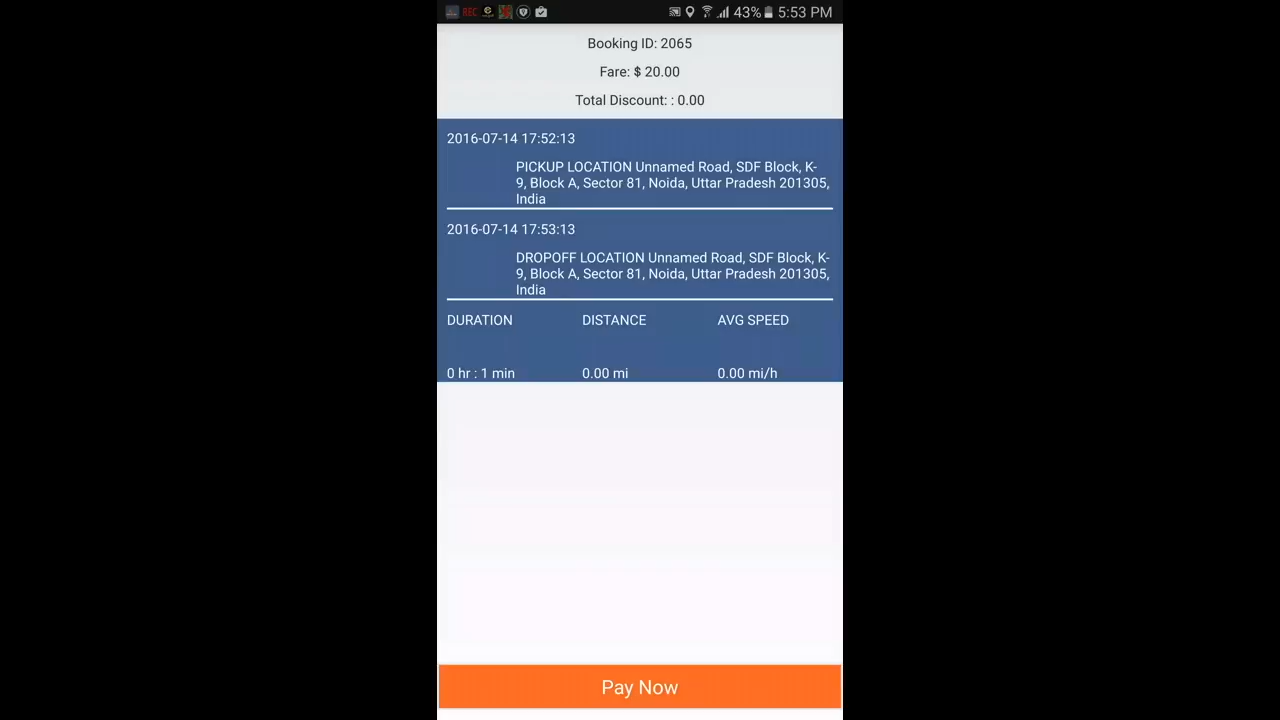 REC
43% 5:53 PM
Booking ID: 2065
Fare: $ 20.00
Total Discount: : 0.00
2016-07-14 17:52:13
PICKUP LOCATION Unnamed Road, SDF Block, K-
9, Block A, Sector 81, Noida, Uttar Pradesh 201305,
India
2016-07-14 17:53:13
DROPOFF LOCATION Unnamed Road, SDF Block, K-
9, Block A, Sector 81, Noida, Uttar Pradesh 201305,
India
DURATION DISTANCE AVG SPEED
0 hr : 1 min 0.00 mi 0.00 mi/h
Pay Now